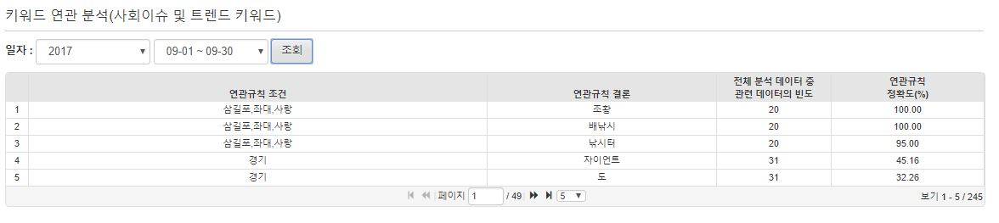 키워드 연관 분석(사회이슈 및 트렌드 키워드)
일자 : 2017 09-01 ~ 09-30 조회
연관규칙 조건 연관규칙 결론 전체 분석 데이터 중 관련 데이터의 빈도 연관규칙 정확도(%)
1 삼길포,좌대,사랑 조황 20 100.00
2 삼길포,좌대,사랑 배낚시 20 100.00
3 삼길포,좌대,사랑 낚시터 20 95.00
4 경기 자이언트 31 45.16
5 경기 도 31 32.26
페이지 1 / 49 5 보기 1 - 5 / 245